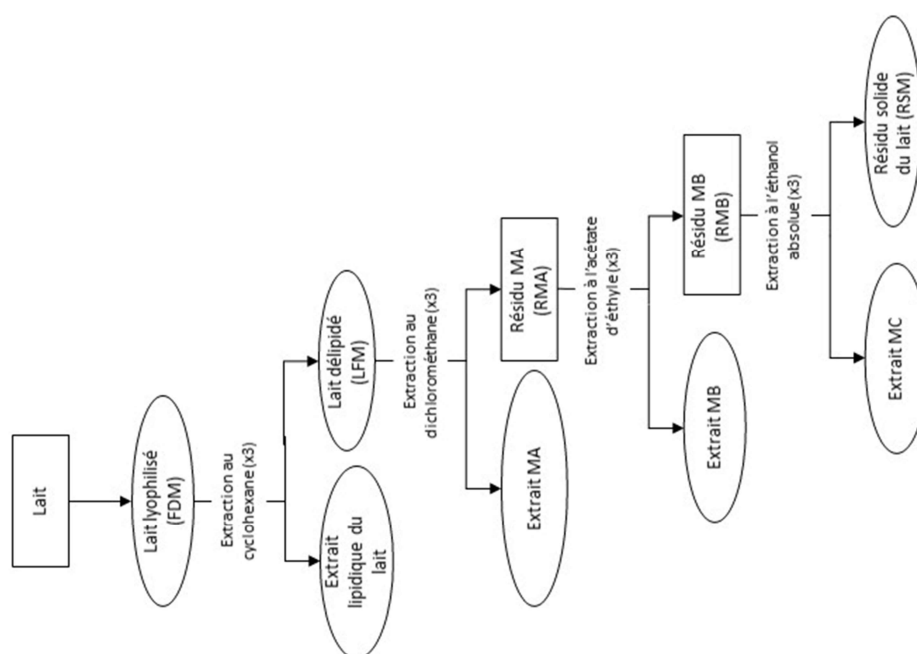 Lait
Lait lyophilisé
(FDM)
Extraction au
cyclohexane (x3)
Extrait
lipidique du
lait
Lait délipidé
(LFM)
Extraction au
dichlorométhane (x3)
Extrait MA
Résidu MA
(RMA)
Extraction à l'acétate
d'éthyle (x3)
Extrait MB
Résidu MB
(RMB)
Extraction à l'éthanol
absolue (x3)
Extrait MC
Résidu solide
du lait (RSM)